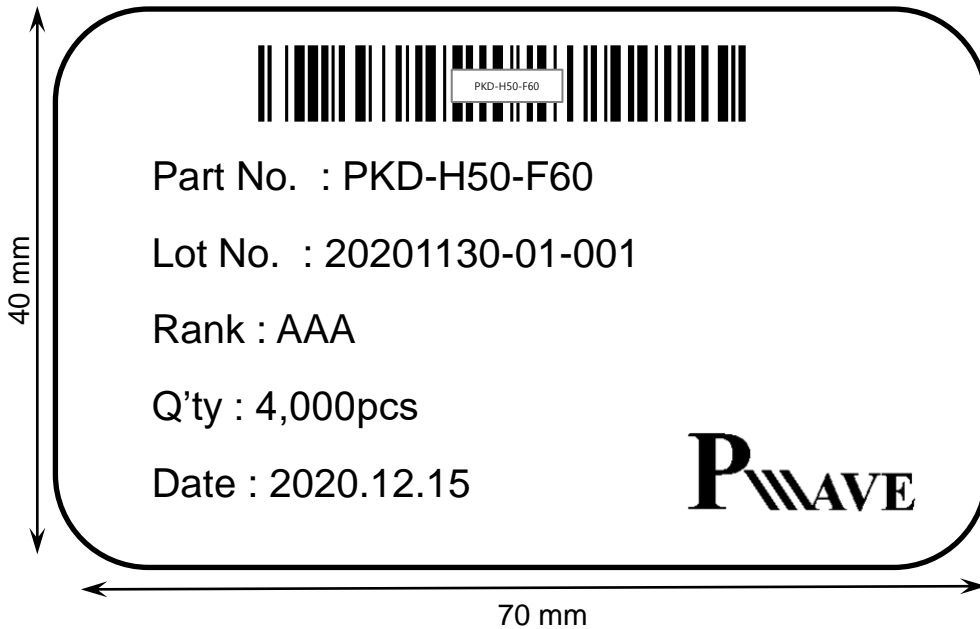 PKD-H50-F60
Part No. : PKD-H50-F60
Lot No. : 20201130-01-001
40 mm
Rank : AAA
Q’ty : 4,000pcs
Date : 2020.12.15
PWAVE
70 mm